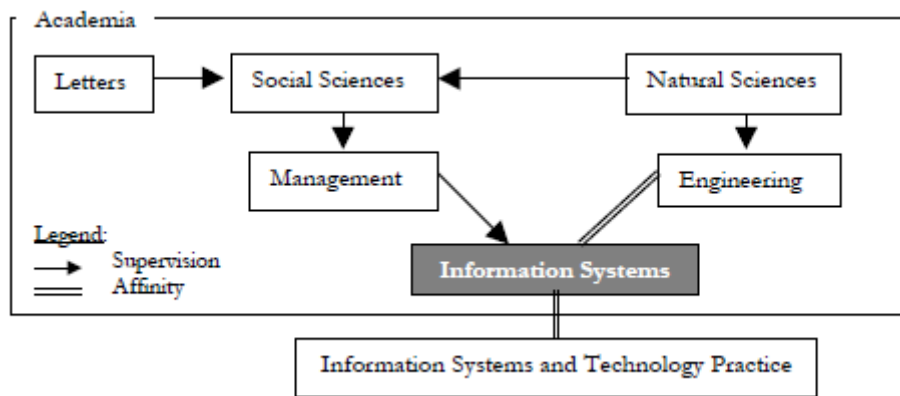 Academia
Letters
Social Sciences
Natural Sciences
Management
Engineering
Legend:
Supervision
Affinity
Information Systems
Information Systems and Technology Practice